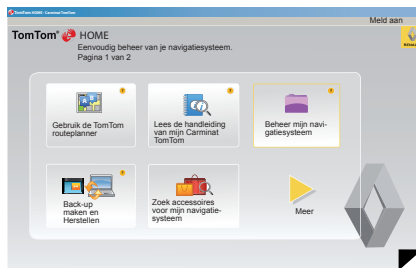 TomTom HOME - Carminat TomTom
Meld aan
TomTom HOME
RENAULT
Eenvoudig beheer van je navigatiesysteem.
Pagina 1 van 2
Gebruik de TomTom
routeplanner
Lees de handleiding
van mijn Carminat
TomTom
Beheer mijn navi-
gatiesysteem
Back-up
maken en
Herstellen
Zoek accessoires
voor mijn navigatie-
systeem
Meer